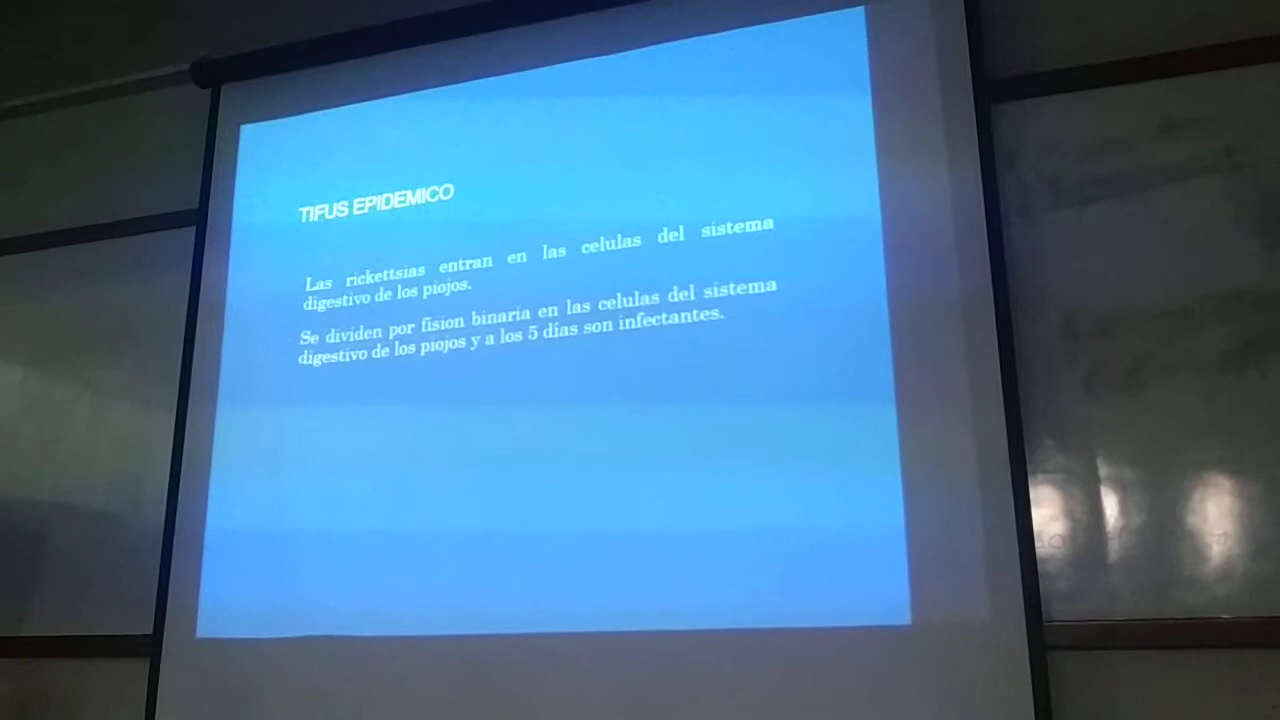 TIFUS EPIDEMICO
Las rickettsias entran en las celulas del sistema
digestivo de los piojos.
Se dividen por fision binaria en las celulas del sistema
digestivo de los piojos y a los 5 días son infectantes.